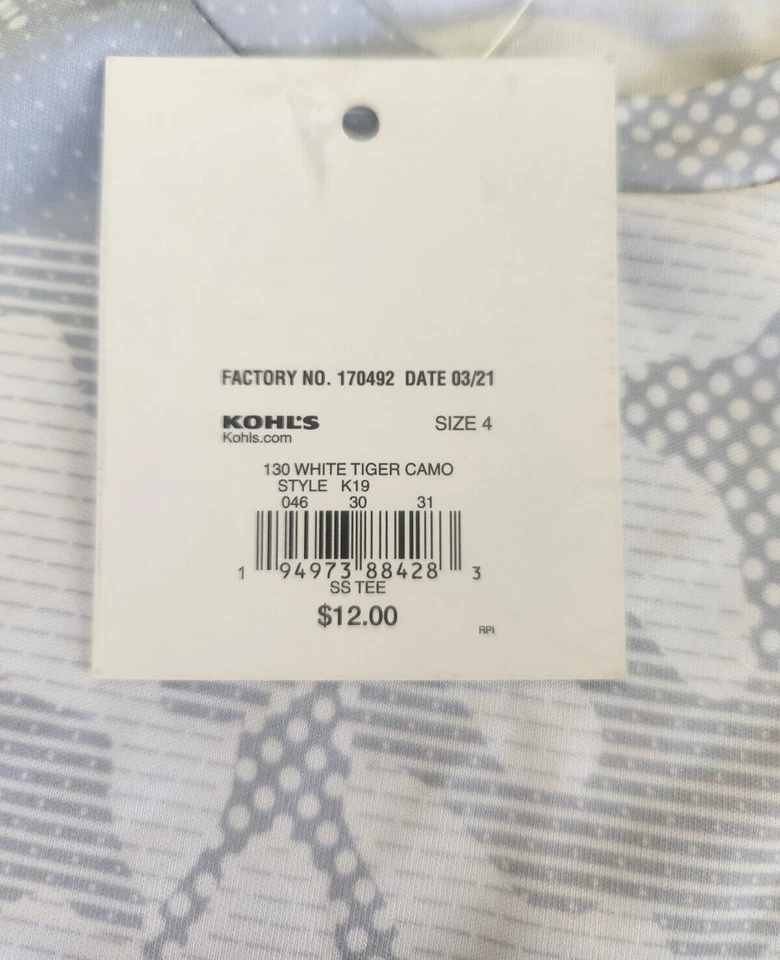 FACTORY NO. 170492 DATE 03/21
KOHL'S SIZE 4
Kohls.com
130 WHITE TIGER CAMO
STYLE K19
046 30 31
1 94973 88428 3
SS TEE
$12.00
RPI